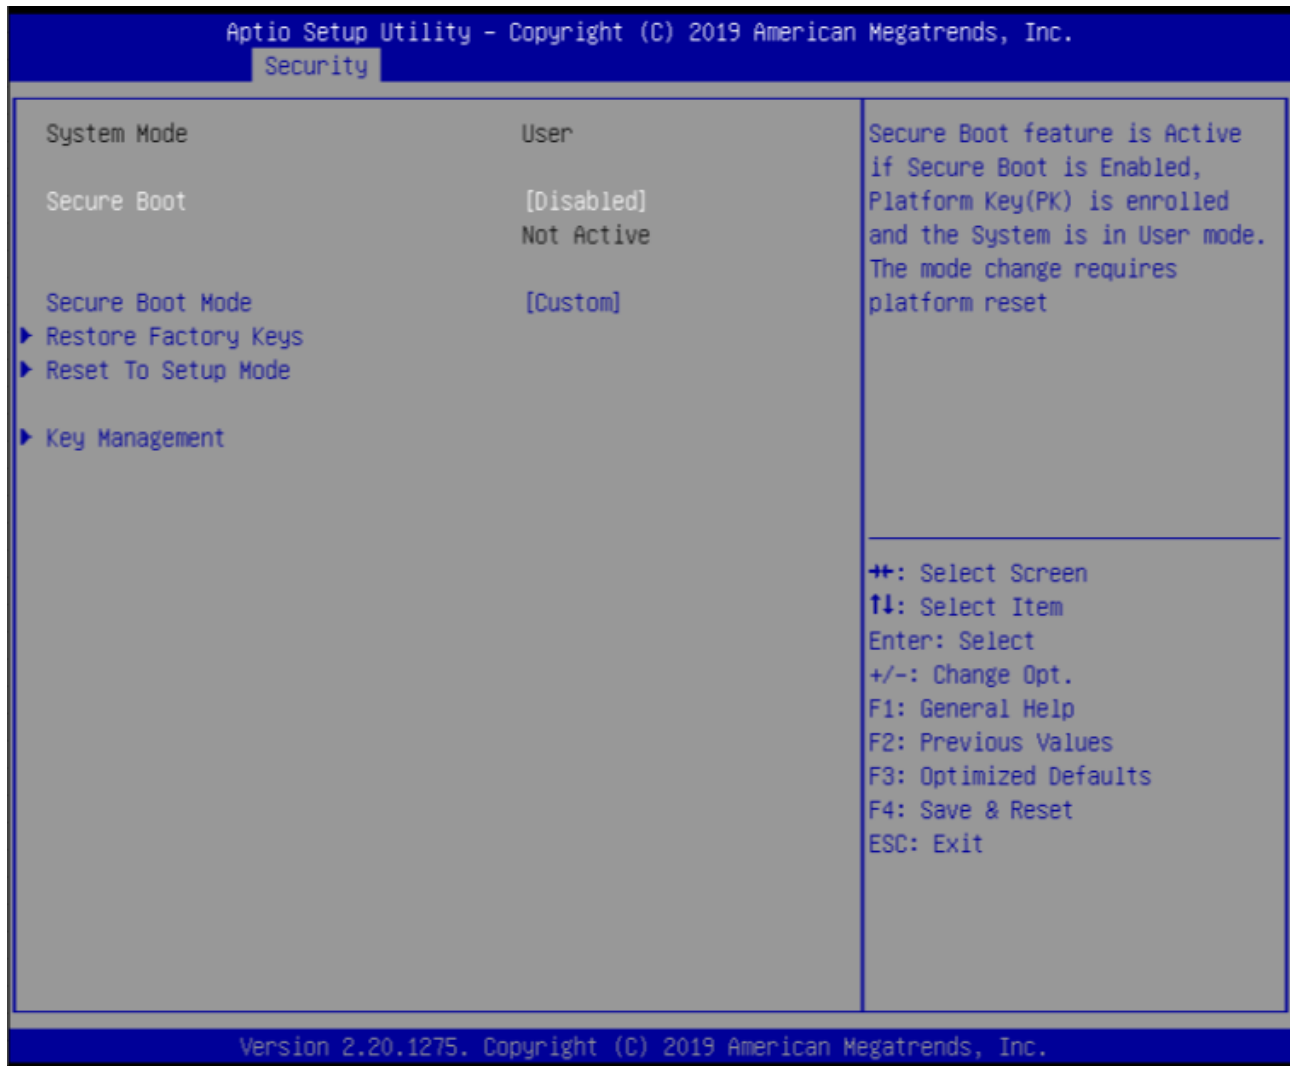 Aptio Setup Utility – Copyright (C) 2019 American Megatrends, Inc.
Security
System Mode User
Secure Boot [Disabled]
Not Active
Secure Boot Mode [Custom]
▶ Restore Factory Keys
▶ Reset To Setup Mode
▶ Key Management
Secure Boot feature is Active
if Secure Boot is Enabled,
Platform Key(PK) is enrolled
and the System is in User mode.
The mode change requires
platform reset
→←: Select Screen
↑↓: Select Item
Enter: Select
+/-: Change Opt.
F1: General Help
F2: Previous Values
F3: Optimized Defaults
F4: Save & Reset
ESC: Exit
Version 2.20.1275. Copyright (C) 2019 American Megatrends, Inc.